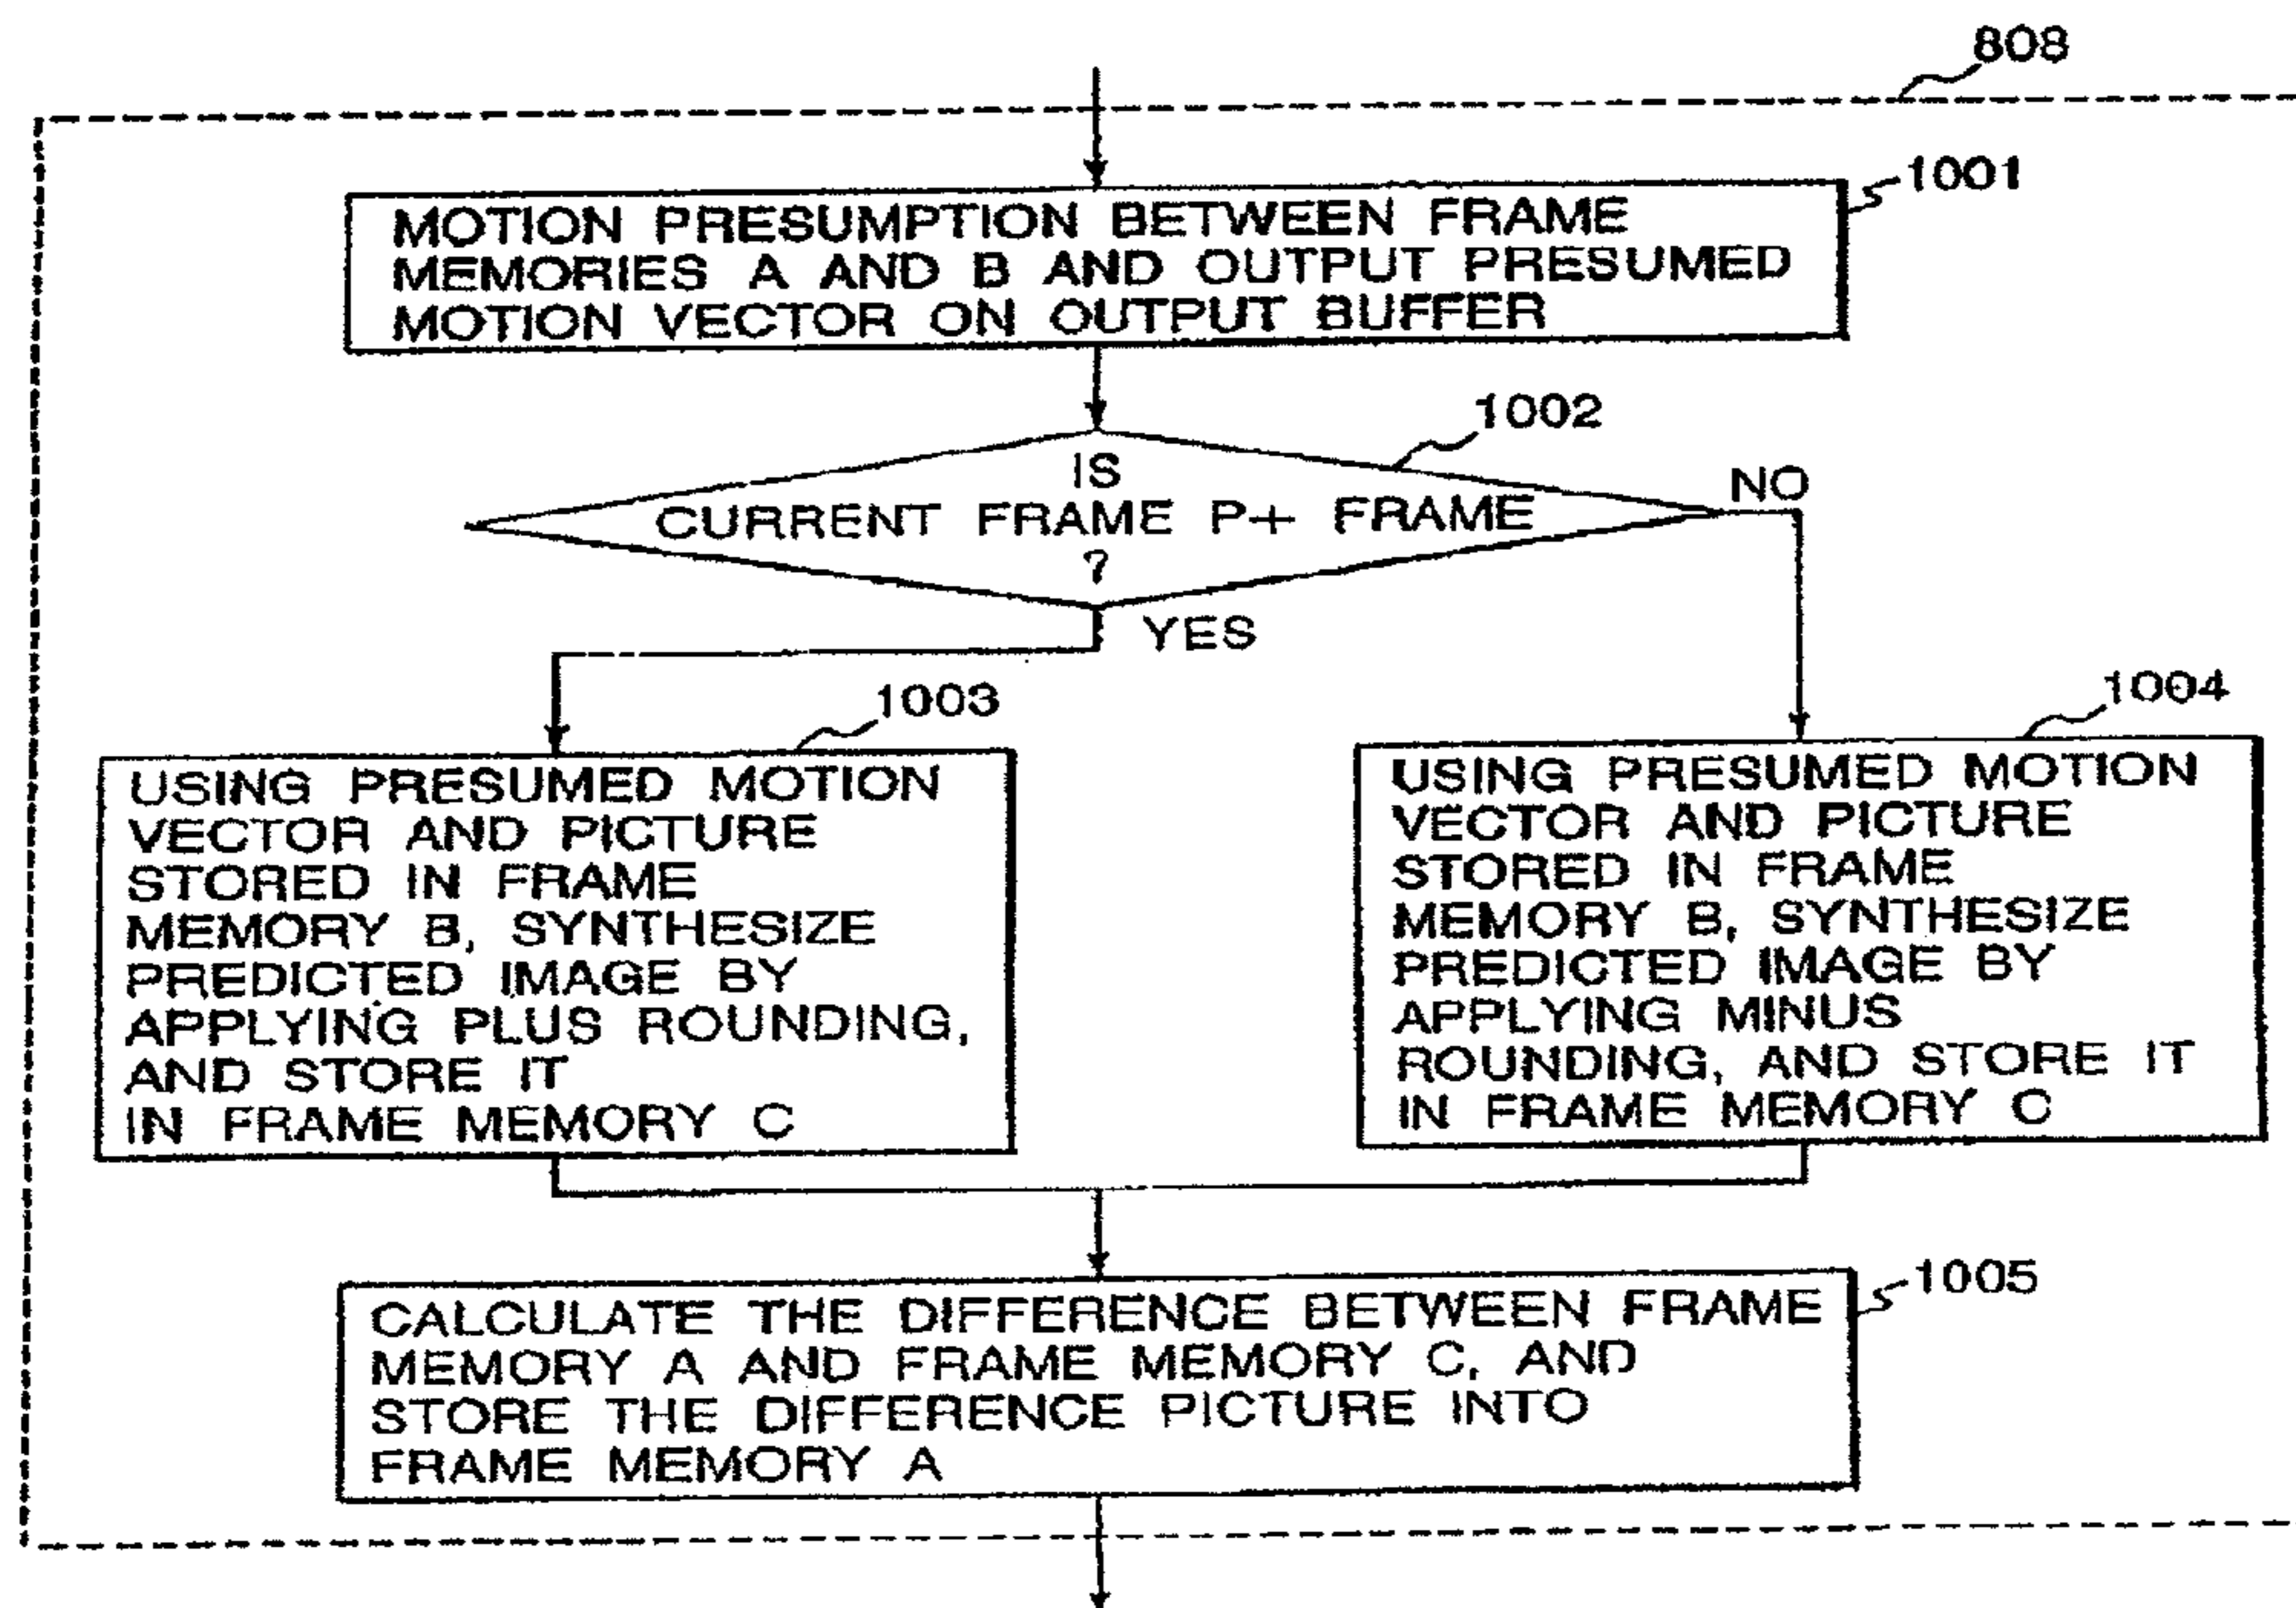 808
1001
MOTION PRESUMPTION BETWEEN FRAME
MEMORIES A AND B AND OUTPUT PRESUMED
MOTION VECTOR ON OUTPUT BUFFER
1002
IS
CURRENT FRAME P+ FRAME
?
NO
YES
1003
USING PRESUMED MOTION
VECTOR AND PICTURE
STORED IN FRAME
MEMORY B, SYNTHESIZE
PREDICTED IMAGE BY
APPLYING PLUS ROUNDING,
AND STORE IT
IN FRAME MEMORY C
1004
USING PRESUMED MOTION
VECTOR AND PICTURE
STORED IN FRAME
MEMORY B, SYNTHESIZE
PREDICTED IMAGE BY
APPLYING MINUS
ROUNDING, AND STORE IT
IN FRAME MEMORY C
1005
CALCULATE THE DIFFERENCE BETWEEN FRAME
MEMORY A AND FRAME MEMORY C, AND
STORE THE DIFFERENCE PICTURE INTO
FRAME MEMORY A